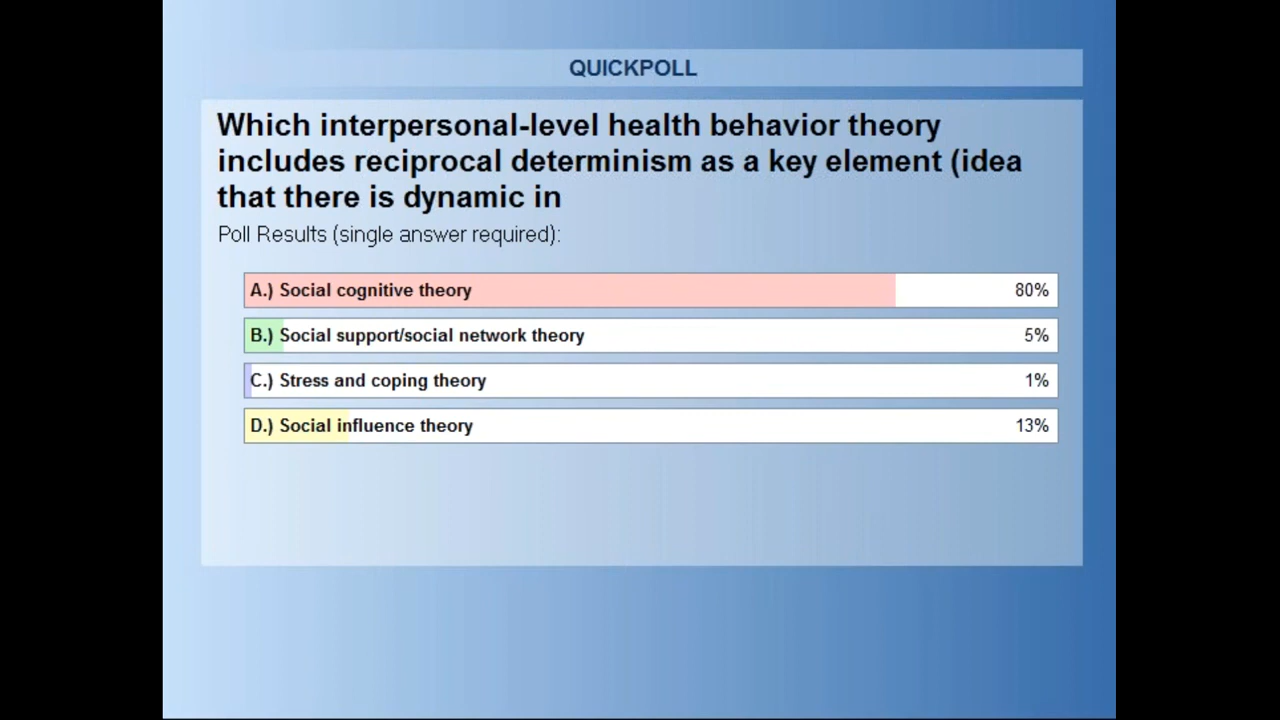 QUICKPOLL
Which interpersonal-level health behavior theory
includes reciprocal determinism as a key element (idea
that there is dynamic in
Poll Results (single answer required):
A.) Social cognitive theory 80%
B.) Social support/social network theory 5%
C.) Stress and coping theory 1%
D.) Social influence theory 13%